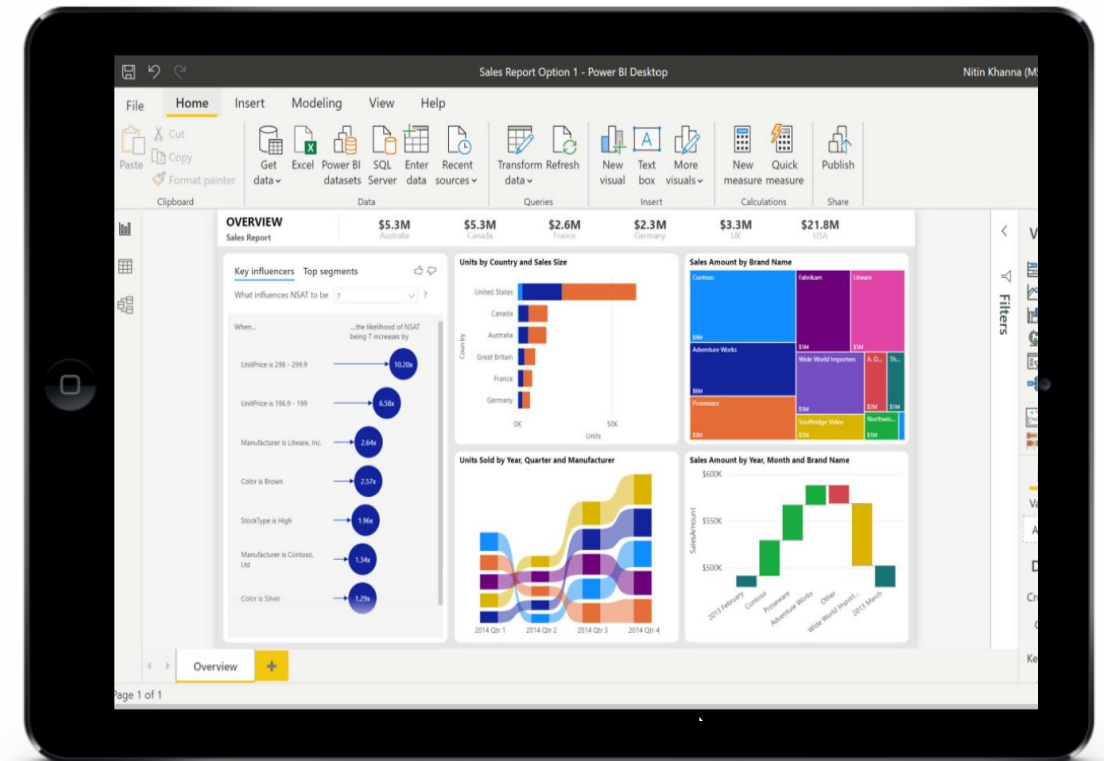 Sales Report Option 1 - Power BI Desktop
Nitin Khanna (M
File Home Insert Modeling View Help
Paste
Cut
Copy
Format painter
Clipboard
Get data
Excel
Power BI datasets
SQL Server
Enter data
Recent sources
Data
Transform data
Refresh
Queries
New visual
Text box
More visuals
Insert
New measure
Quick measure
Calculations
Publish
Share
OVERVIEW
Sales Report
$5.3M
Australia
$5.3M
Canada
$2.6M
France
$2.3M
Germany
$3.3M
UK
$21.8M
USA
Key influencers Top segments
What influences NSAT to be 7 ?
When...
...the likelihood of NSAT
being 7 increases by
UnitPrice is 298 - 299.9
10.20x
UnitPrice is 196.9 - 199
6.58x
Manufacturer is Litware, Inc.
2.64x
Color is Brown
2.57x
StockType is High
1.96x
Manufacturer is Contoso,
Ltd
1.34x
Color is Silver
1.29x
Units by Country and Sales Size
Country
United States
Canada
Australia
Great Britain
France
Germany
0K 50K
Units
Sales Amount by Brand Name
Contoso
$9M
Fabrikam
$5M
Litware
$5M
Adventure Works
$6M
Wide World Importers
$5M
A. D...
$2M
Th...
$1M
Proseware
$5M
Southridge Video
$2M
Northwin...
$1M
Units Sold by Year, Quarter and Manufacturer
2014 Qtr 1 2014 Qtr 2 2014 Qtr 3 2014 Qtr 4
Sales Amount by Year, Month and Brand Name
SalesAmount
$600K
$550K
$500K
2013 February
Contoso
Proseware
Adventure Works
Other
Wide World Import...
2013 March
Filters
V
Va
A
D
Cr
Ke
Overview
+
Page 1 of 1